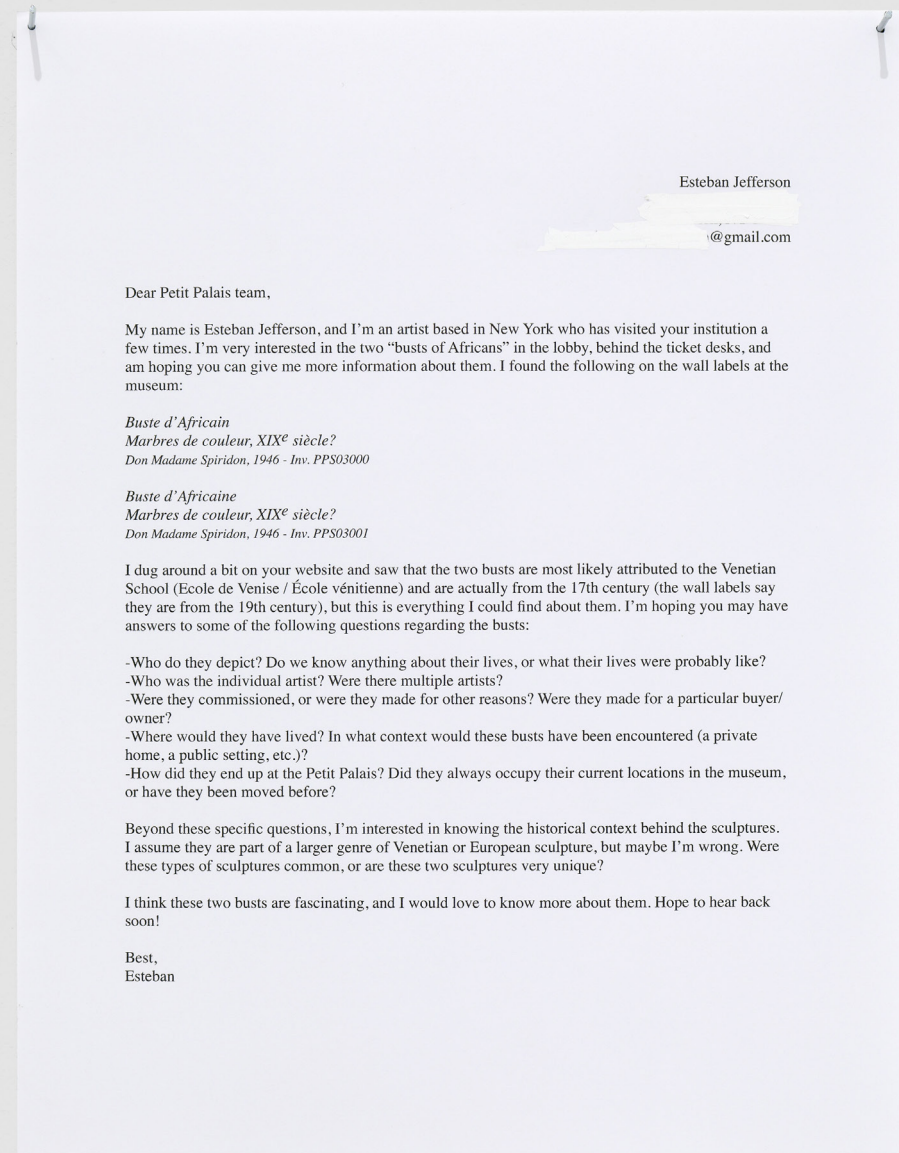 Esteban Jefferson
@gmail.com
Dear Petit Palais team,
My name is Esteban Jefferson, and I’m an artist based in New York who has visited your institution a
few times. I’m very interested in the two “busts of Africans” in the lobby, behind the ticket desks, and
am hoping you can give me more information about them. I found the following on the wall labels at the
museum:
Buste d’Africain
Marbres de couleur, XIXe siècle?
Don Madame Spiridon, 1946 - Inv. PPS03000
Buste d’Africaine
Marbres de couleur, XIXe siècle?
Don Madame Spiridon, 1946 - Inv. PPS03001
I dug around a bit on your website and saw that the two busts are most likely attributed to the Venetian
School (Ecole de Venise / École vénitienne) and are actually from the 17th century (the wall labels say
they are from the 19th century), but this is everything I could find about them. I’m hoping you may have
answers to some of the following questions regarding the busts:
-Who do they depict? Do we know anything about their lives, or what their lives were probably like?
-Who was the individual artist? Were there multiple artists?
-Were they commissioned, or were they made for other reasons? Were they made for a particular buyer/
owner?
-Where would they have lived? In what context would these busts have been encountered (a private
home, a public setting, etc.)?
-How did they end up at the Petit Palais? Did they always occupy their current locations in the museum,
or have they been moved before?
Beyond these specific questions, I’m interested in knowing the historical context behind the sculptures.
I assume they are part of a larger genre of Venetian or European sculpture, but maybe I’m wrong. Were
these types of sculptures common, or are these two sculptures very unique?
I think these two busts are fascinating, and I would love to know more about them. Hope to hear back
soon!
Best,
Esteban